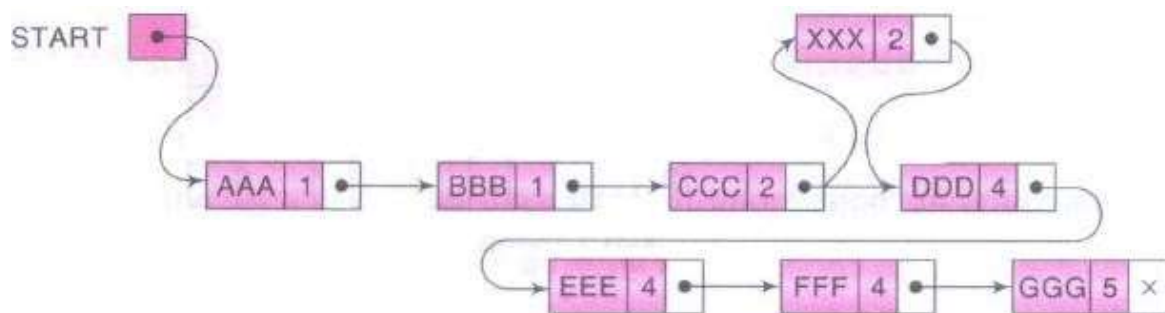 START XXX 2
AAA 1 BBB 1 CCC 2 DDD 4
EEE 4 FFF 4 GGG 5 ×